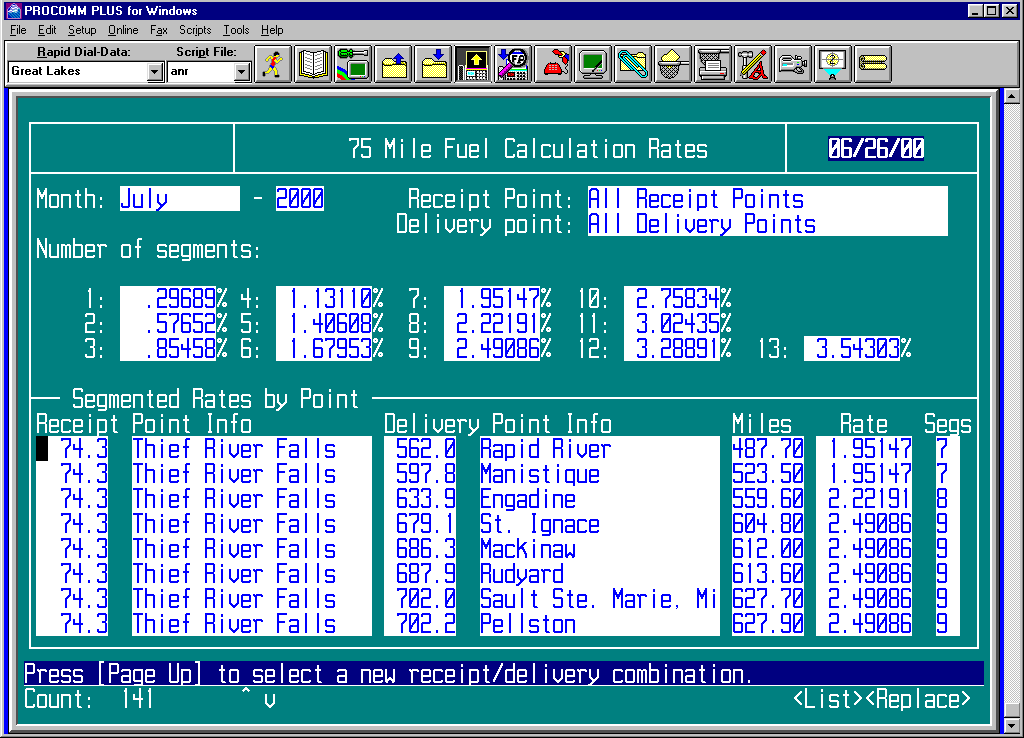 PROCOMM PLUS for Windows
File Edit Setup Online Fax Scripts Tools Help
Rapid Dial-Data: Script File:
Great Lakes anr
FP
75 Mile Fuel Calculation Rates 06/26/00
Month: July - 2000 Receipt Point: All Receipt Points
Delivery point: All Delivery Points
Number of segments:
1: .29689% 4: 1.13110% 7: 1.95147% 10: 2.75834%
2: .57652% 5: 1.40608% 8: 2.22191% 11: 3.02435%
3: .85458% 6: 1.67953% 9: 2.49086% 12: 3.28891% 13: 3.54303%
Segmented Rates by Point
Receipt Point Info Delivery Point Info Miles Rate Segs
74.3 Thief River Falls 562.0 Rapid River 487.70 1.95147 7
74.3 Thief River Falls 597.8 Manistique 523.50 1.95147 7
74.3 Thief River Falls 633.9 Engadine 559.60 2.22191 8
74.3 Thief River Falls 679.1 St. Ignace 604.80 2.49086 9
74.3 Thief River Falls 686.3 Mackinaw 612.00 2.49086 9
74.3 Thief River Falls 687.9 Rudyard 613.60 2.49086 9
74.3 Thief River Falls 702.0 Sault Ste. Marie, Mi 627.70 2.49086 9
74.3 Thief River Falls 702.2 Pellston 627.90 2.49086 9
Press [Page Up] to select a new receipt/delivery combination.
Count: 141 ^ v <List><Replace>